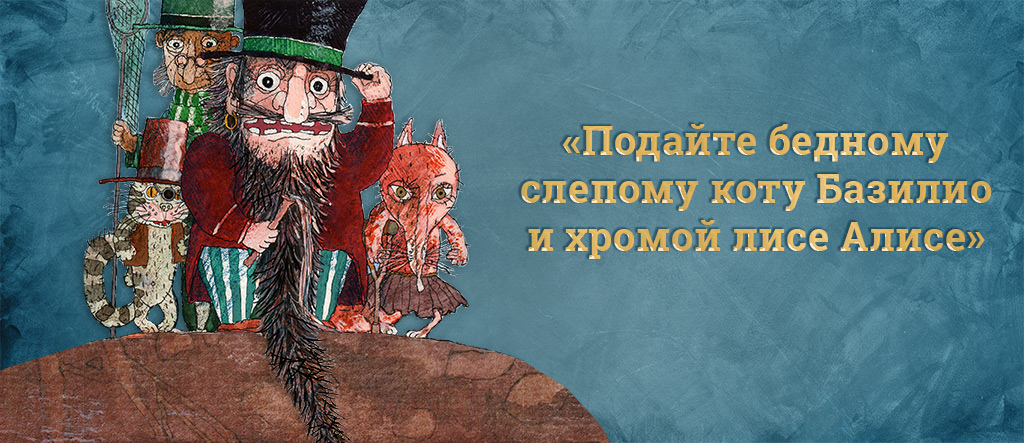 «Подайте бедному
слепому коту Базилио
и хромой лисе Алисе»